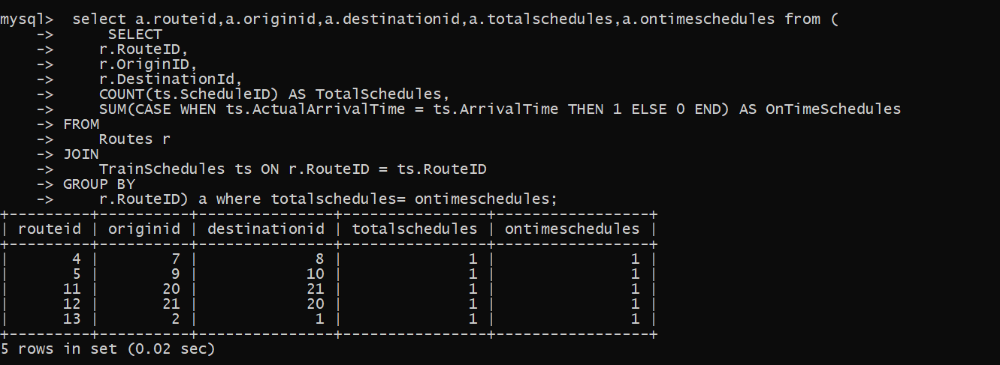 mysql>  select a.routeid,a.originid,a.destinationid,a.totalschedules,a.ontimeschedules from (
    ->      SELECT
    ->     r.RouteID,
    ->     r.OriginID,
    ->     r.DestinationId,
    ->     COUNT(ts.ScheduleID) AS TotalSchedules,
    ->     SUM(CASE WHEN ts.ActualArrivalTime = ts.ArrivalTime THEN 1 ELSE 0 END) AS OnTimeSchedules
    -> FROM
    ->     Routes r
    -> JOIN
    ->     TrainSchedules ts ON r.RouteID = ts.RouteID
    -> GROUP BY
    ->     r.RouteID) a where totalschedules= ontimeschedules;
+---------+----------+---------------+----------------+-----------------+
| routeid | originid | destinationid | totalschedules | ontimeschedules |
+---------+----------+---------------+----------------+-----------------+
|       4 |        7 |             8 |              1 |               1 |
|       5 |        9 |            10 |              1 |               1 |
|      11 |       20 |            21 |              1 |               1 |
|      12 |       21 |            20 |              1 |               1 |
|      13 |        2 |             1 |              1 |               1 |
+---------+----------+---------------+----------------+-----------------+
5 rows in set (0.02 sec)